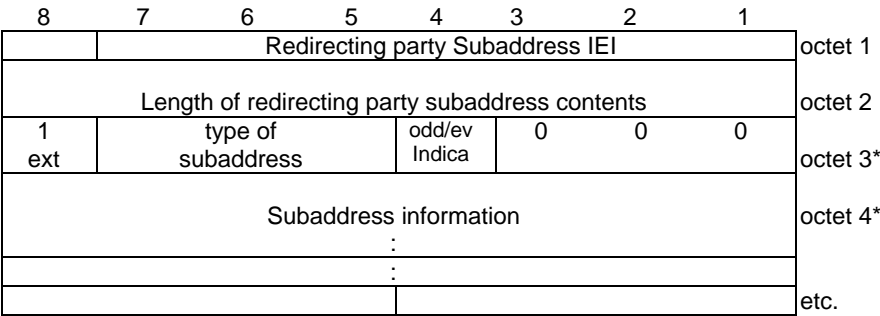 8 7 6 5 4 3 2 1
Redirecting party Subaddress IEI octet 1
Length of redirecting party subaddress contents octet 2
1 type of odd/ev 0 0 0
ext subaddress Indica octet 3*
Subaddress information octet 4*
:
:
etc.